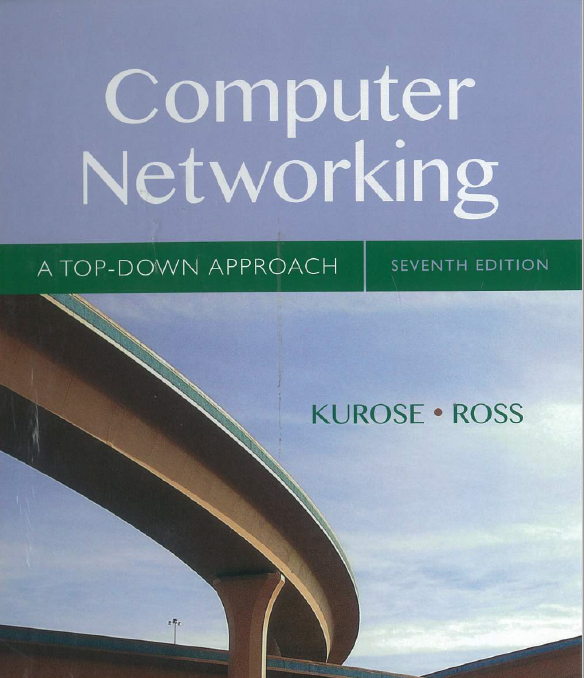 Computer
Networking
A TOP-DOWN APPROACH
SEVENTH EDITION
KUROSE • ROSS